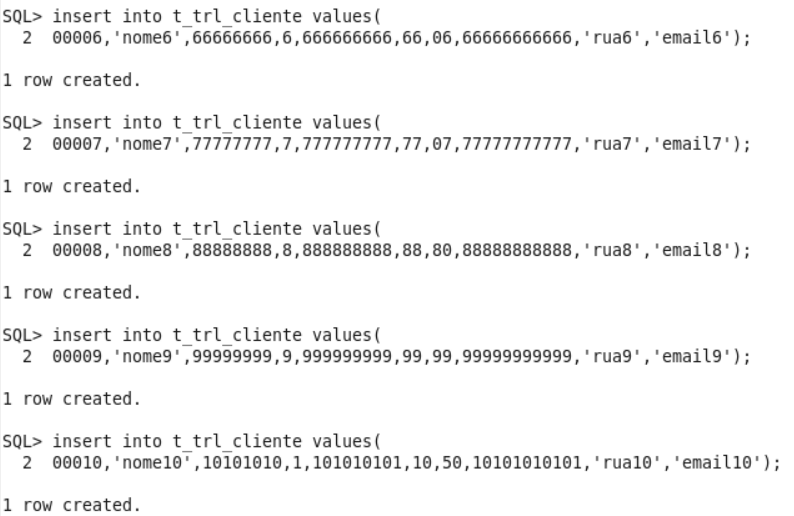 SQL> insert into t_trl_cliente values(
2 00006,'nome6',66666666,6,666666666,66,06,66666666666,'rua6','email6');
1 row created.
SQL> insert into t_trl_cliente values(
2 00007,'nome7',77777777,7,777777777,77,07,77777777777,'rua7','email7');
1 row created.
SQL> insert into t_trl_cliente values(
2 00008,'nome8',88888888,8,888888888,88,80,88888888888,'rua8','email8');
1 row created.
SQL> insert into t_trl_cliente values(
2 00009,'nome9',99999999,9,999999999,99,99,99999999999,'rua9','email9');
1 row created.
SQL> insert into t_trl_cliente values(
2 00010,'nome10',10101010,1,101010101,10,50,10101010101,'rua10','email10');
1 row created.